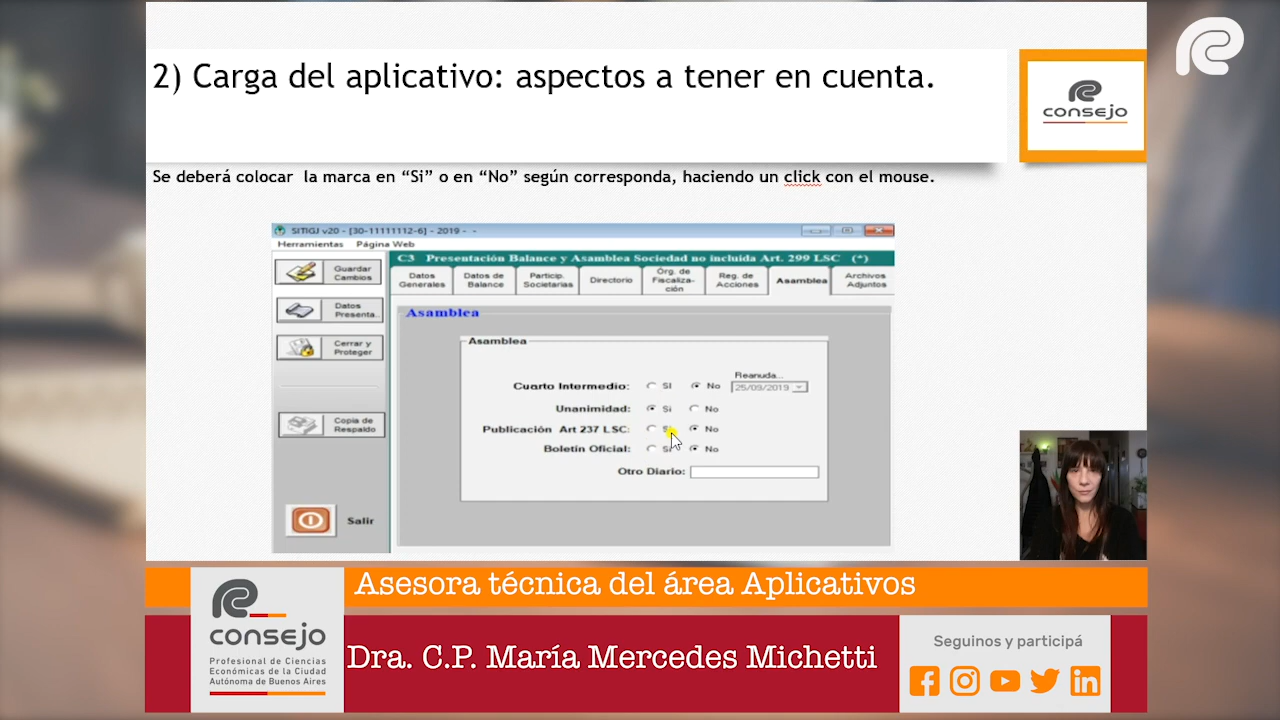 2) Carga del aplicativo: aspectos a tener en cuenta.
consejo
Se deberá colocar la marca en “Si” o en “No” según corresponda, haciendo un click con el mouse.
SITIGJ v20 - [30-11111112-6] - 2019 - -
Herramientas Página Web
C3 Presentación Balance y Asamblea Sociedad no incluida Art. 299 LSC (*)
Guardar Cambios
Datos Presenta..
Cerrar y Proteger
Copia de Respaldo
Salir
Datos Generales
Datos de Balance
Particip. Societarias
Directorio
Órg. de Fiscaliza-ción
Reg. de Acciones
Asamblea
Archivos Adjuntos
Asamblea
Asamblea
Reanuda...
Cuarto Intermedio: SI No 25/09/2019
Unanimidad: Si No
Publicación Art 237 LSC: Si No
Boletín Oficial: Si No
Otro Diario:
Asesora técnica del área Aplicativos
Dra. C.P. María Mercedes Michetti
consejo
Profesional de Ciencias
Económicas de la Ciudad
Autónoma de Buenos Aires
Seguinos y participá